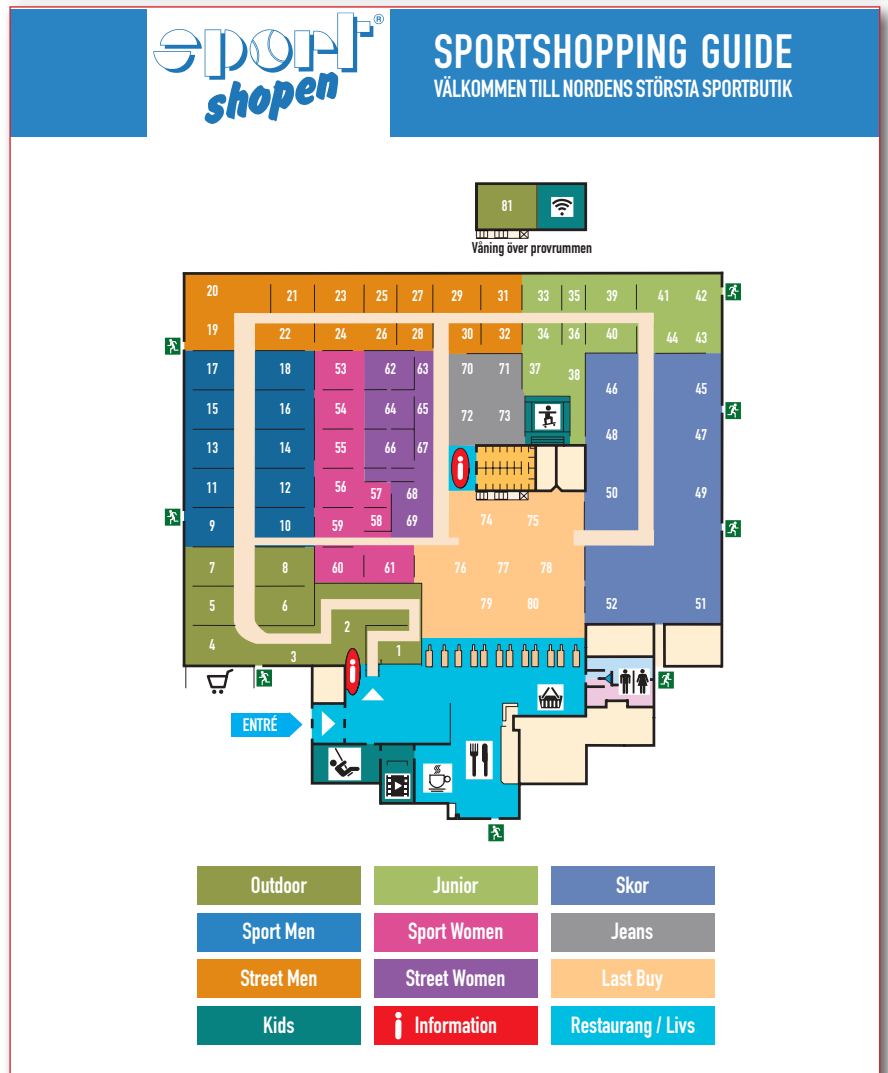 sport®
shopen
SPORTSHOPPING GUIDE
VÄLKOMMEN TILL NORDENS STÖRSTA SPORTBUTIK
81
Våning över provrummen
20 21 23 25 27 29 31 33 35 39 41 42
19 22 24 26 28 30 32 34 36 40 44 43
17 18 53 62 63 70 71 37 38 46 45
15 16 54 64 65 72 73
13 14 55 66 67 48 47
11 12 56 57 68 i 50 49
9 10 59 58 69 74 75
7 8 60 61 76 77 78
5 6 79 80 52 51
2
4 3 1
i
ENTRÉ
Outdoor Junior Skor
Sport Men Sport Women Jeans
Street Men Street Women Last Buy
Kids i Information Restaurang / Livs